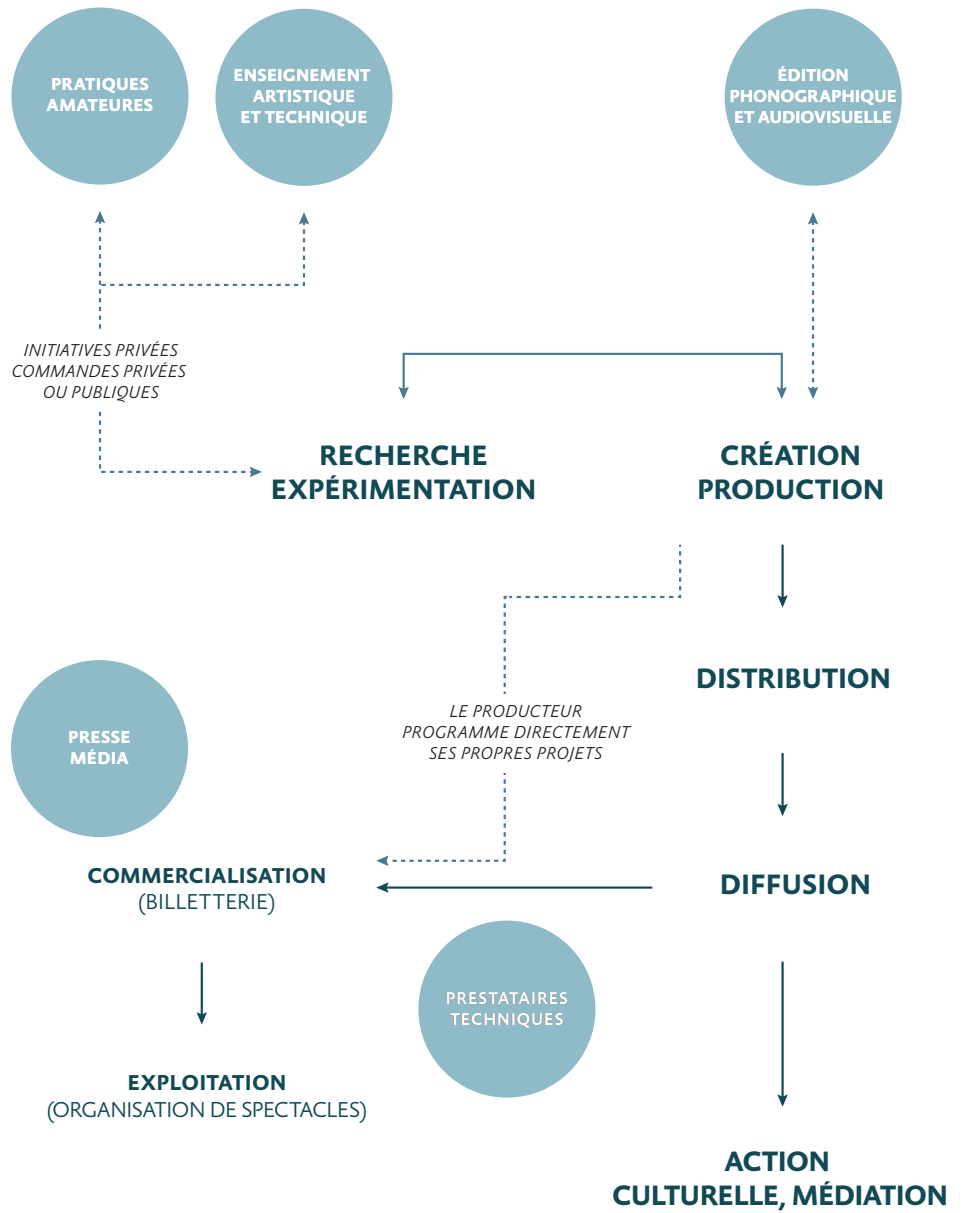 PRATIQUES
AMATEURES
ENSEIGNEMENT
ARTISTIQUE
ET TECHNIQUE
ÉDITION
PHONOGRAPHIQUE
ET AUDIOVISUELLE
INITIATIVES PRIVÉES
COMMANDES PRIVÉES
OU PUBLIQUES
RECHERCHE
EXPÉRIMENTATION
CRÉATION
PRODUCTION
DISTRIBUTION
LE PRODUCTEUR
PROGRAMME DIRECTEMENT
SES PROPRES PROJETS
PRESSE
MÉDIA
COMMERCIALISATION
(BILLETTERIE)
DIFFUSION
PRESTATAIRES
TECHNIQUES
EXPLOITATION
(ORGANISATION DE SPECTACLES)
ACTION
CULTURELLE, MÉDIATION